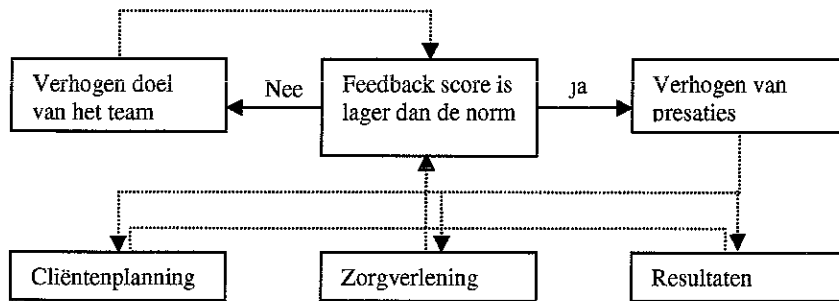 Verhogen doel
van het team
Nee
Feedback score is
lager dan de norm
ja
Verhogen van
presaties
Cliëntenplanning
Zorgverlening
Resultaten